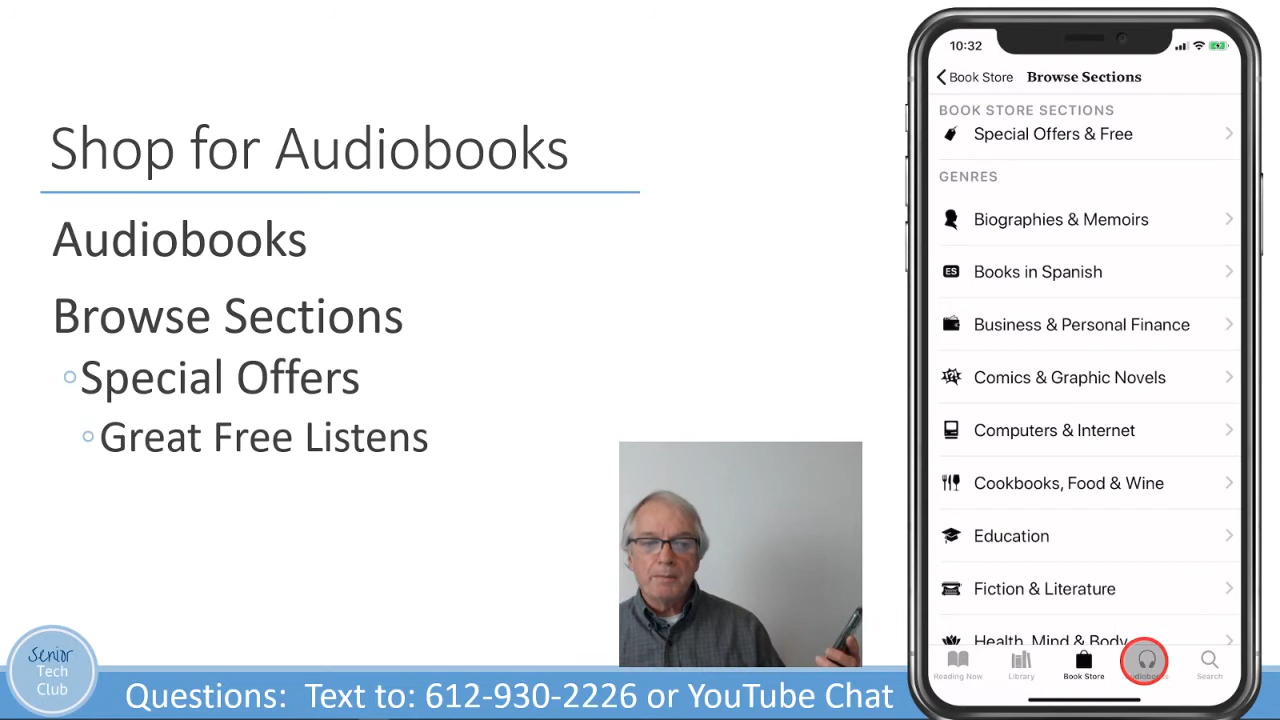 Shop for Audiobooks
Audiobooks
Browse Sections
Special Offers
Great Free Listens
Senior
Tech
Club
Questions: Text to: 612-930-2226 or YouTube Chat
10:32
Book Store Browse Sections
BOOK STORE SECTIONS
Special Offers & Free
GENRES
Biographies & Memoirs
ES Books in Spanish
Business & Personal Finance
Comics & Graphic Novels
Computers & Internet
Cookbooks, Food & Wine
Education
Fiction & Literature
Health, Mind & Body
Reading Now Library Book Store Audiobooks Search